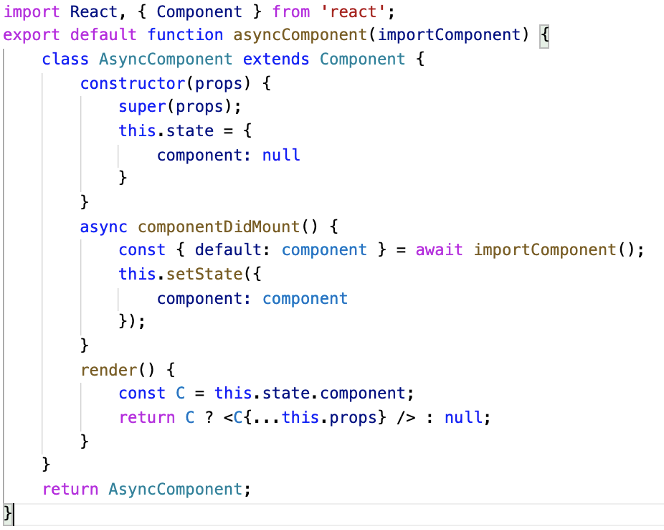 import React, { Component } from 'react';
export default function asyncComponent(importComponent) {
    class AsyncComponent extends Component {
        constructor(props) {
            super(props);
            this.state = {
                component: null
            }
        }
        async componentDidMount() {
            const { default: component } = await importComponent();
            this.setState({
                component: component
            });
        }
        render() {
            const C = this.state.component;
            return C ? <C{...this.props} /> : null;
        }
    }
    return AsyncComponent;
}